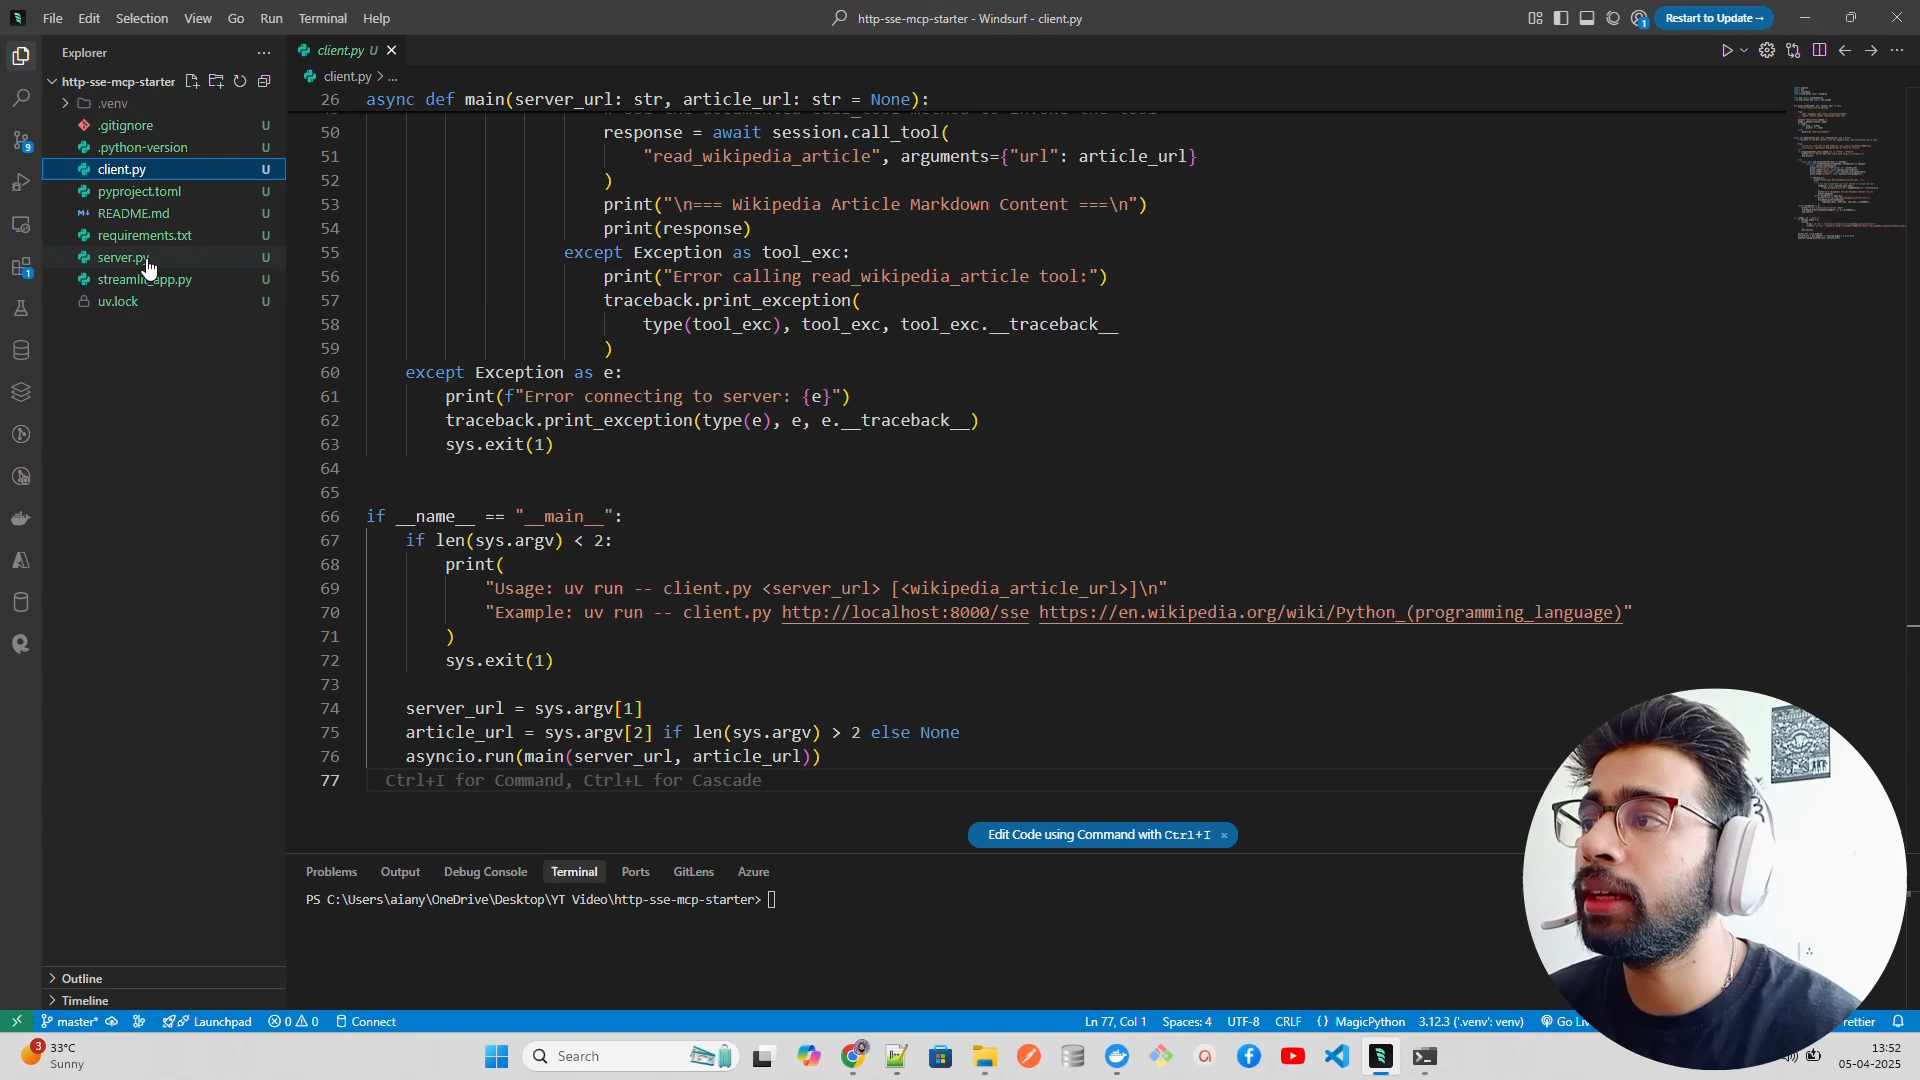 File Edit Selection View Go Run Terminal Help
http-sse-mcp-starter - Windsurf - client.py
Restart to Update →
Explorer
client.py U
http-sse-mcp-starter
client.py > ...
.venv
.gitignore U
.python-version U
client.py U
pyproject.toml U
README.md U
requirements.txt U
server.py U
streamlit_app.py U
uv.lock U
26 async def main(server_url: str, article_url: str = None):
50 response = await session.call_tool(
51 "read_wikipedia_article", arguments={"url": article_url}
52 )
53 print("\n=== Wikipedia Article Markdown Content ===\n")
54 print(response)
55 except Exception as tool_exc:
56 print("Error calling read_wikipedia_article tool:")
57 traceback.print_exception(
58 type(tool_exc), tool_exc, tool_exc.__traceback__
59 )
60 except Exception as e:
61 print(f"Error connecting to server: {e}")
62 traceback.print_exception(type(e), e, e.__traceback__)
63 sys.exit(1)
64
65
66 if __name__ == "__main__":
67 if len(sys.argv) < 2:
68 print(
69 "Usage: uv run -- client.py <server_url> [<wikipedia_article_url>]\n"
70 "Example: uv run -- client.py http://localhost:8000/sse https://en.wikipedia.org/wiki/Python_(programming_language)"
71 )
72 sys.exit(1)
73
74 server_url = sys.argv[1]
75 article_url = sys.argv[2] if len(sys.argv) > 2 else None
76 asyncio.run(main(server_url, article_url))
77 Ctrl+I for Command, Ctrl+L for Cascade
Edit Code using Command with Ctrl+I ×
Problems Output Debug Console Terminal Ports GitLens Azure
PS C:\Users\aiany\OneDrive\Desktop\YT Video\http-sse-mcp-starter>
Outline
Timeline
master* Launchpad 0 0 Connect
Ln 77, Col 1 Spaces: 4 UTF-8 CRLF MagicPython 3.12.3 ('.venv': venv) Go Li
33°C
Sunny
Search
13:52
05-04-2025